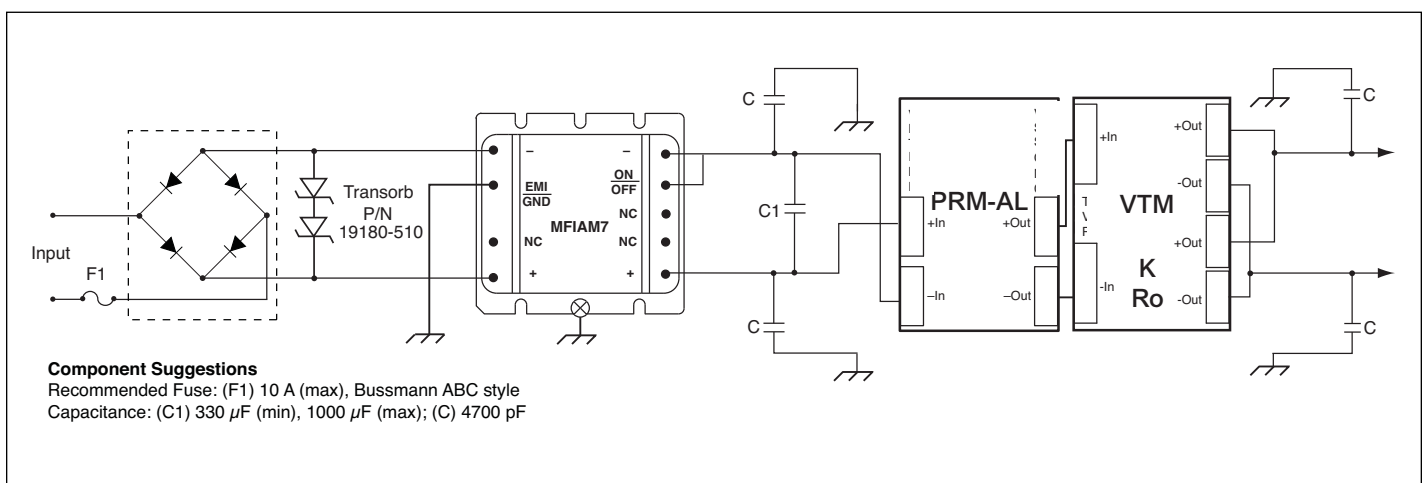 Input
F1
Transorb
P/N
19180-510
–
EMI
GND
NC
+
MFIAM7
–
ON
OFF
NC
NC
+
C
C1
C
PRM-AL
+In
–In
+Out
–Out
VTM
K
Ro
+In
-In
T
V
F
+Out
-Out
+Out
-Out
C
C
Component Suggestions
Recommended Fuse: (F1) 10 A (max), Bussmann ABC style
Capacitance: (C1) 330 µF (min), 1000 µF (max); (C) 4700 pF